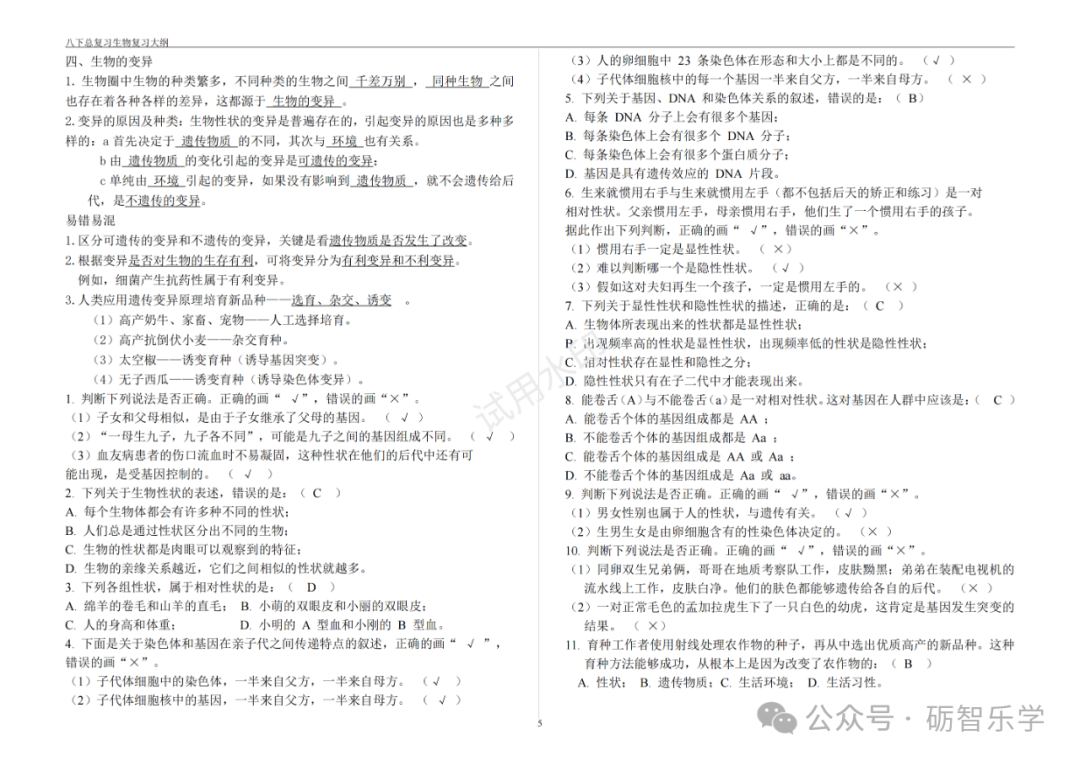 八下总复习生物复习大纲
四、生物的变异
1. 生物圈中生物的种类繁多，不同种类的生物之间 千差万别 ， 同种生物 之间
也存在着各种各样的差异，这都源于 生物的变异 。
2.变异的原因及种类：生物性状的变异是普遍存在的，引起变异的原因也是多种多
样的：a 首先决定于 遗传物质 的不同，其次与 环境 也有关系。
b 由 遗传物质 的变化引起的变异是可遗传的变异；
c 单纯由 环境 引起的变异，如果没有影响到 遗传物质 ，就不会遗传给后
代，是不遗传的变异。
易错易混
1.区分可遗传的变异和不遗传的变异，关键是看遗传物质是否发生了改变。
2.根据变异是否对生物的生存有利，可将变异分为有利变异和不利变异。
例如，细菌产生抗药性属于有利变异。
3.人类应用遗传变异原理培育新品种——选育、杂交、诱变 。
（1）高产奶牛、家畜、宠物——人工选择培育。
（2）高产抗倒伏小麦——杂交育种。
（3）太空椒——诱变育种（诱导基因突变）。
（4）无子西瓜——诱变育种（诱导染色体变异）。
1. 判断下列说法是否正确。正确的画“ √ ”，错误的画“×”。
（1）子女和父母相似，是由于子女继承了父母的基因。（ √ ）
（2）“一母生九子，九子各不同”，可能是九子之间的基因组成不同。（ √ ）
（3）血友病患者的伤口流血时不易凝固，这种性状在他们的后代中还有可
能出现，是受基因控制的。（ √ ）
2. 下列关于生物性状的表述，错误的是：（ C ）
A. 每个生物体都会有许多种不同的性状；
B. 人们总是通过性状区分出不同的生物；
C. 生物的性状都是肉眼可以观察到的特征；
D. 生物的亲缘关系越近，它们之间相似的性状就越多。
3. 下列各组性状，属于相对性状的是：（ D ）
A. 绵羊的卷毛和山羊的直毛； B. 小萌的双眼皮和小丽的双眼皮；
C. 人的身高和体重； D. 小明的 A 型血和小刚的 B 型血。
4. 下面是关于染色体和基因在亲子代之间传递特点的叙述，正确的画“ √ ”，
错误的画“×”。
（1）子代体细胞中的染色体，一半来自父方，一半来自母方。（ √ ）
（2）子代体细胞核中的基因，一半来自父方，一半来自母方。（ √ ）
（3）人的卵细胞中 23 条染色体在形态和大小上都是不同的。（ √ ）
（4）子代体细胞核中的每一个基因一半来自父方，一半来自母方。（ × ）
5. 下列关于基因、DNA 和染色体关系的叙述，错误的是：（ B）
A. 每条 DNA 分子上会有很多个基因；
B. 每条染色体上会有很多个 DNA 分子；
C. 每条染色体上会有很多个蛋白质分子；
D. 基因是具有遗传效应的 DNA 片段。
6. 生来就惯用右手与生来就惯用左手（都不包括后天的矫正和练习）是一对
相对性状。父亲惯用左手，母亲惯用右手，他们生了一个惯用右手的孩子。
据此作出下列判断，正确的画“ √”，错误的画“×”。
（1）惯用右手一定是显性性状。（ ×）
（2）难以判断哪一个是隐性性状。（ √ ）
（3）假如这对夫妇再生一个孩子，一定是惯用左手的。（× ）
7. 下列关于显性性状和隐性性状的描述，正确的是：（ C ）
A. 生物体所表现出来的性状都是显性性状；
B. 出现频率高的性状是显性性状，出现频率低的性状是隐性性状；
C. 相对性状存在显性和隐性之分；
D. 隐性性状只有在子二代中才能表现出来。
8. 能卷舌（A）与不能卷舌（a）是一对相对性状。这对基因在人群中应该是：（ C ）
A. 能卷舌个体的基因组成都是 AA ；
B. 不能卷舌个体的基因组成都是 Aa ；
C. 能卷舌个体的基因组成是 AA 或 Aa ；
D. 不能卷舌个体的基因组成是 Aa 或 aa。
9. 判断下列说法是否正确。正确的画“ √”，错误的画“×”。
（1）男女性别也属于人的性状，与遗传有关。（ √ ）
（2）生男生女是由卵细胞含有的性染色体决定的。（× ）
10. 判断下列说法是否正确。正确的画“ √”，错误的画“×”。
（1）同卵双生兄弟俩，哥哥在地质考察队工作，皮肤黝黑；弟弟在装配电视机的
流水线上工作，皮肤白净。他们的肤色都能够遗传给各自的后代。（× ）
（2）一对正常毛色的孟加拉虎生下了一只白色的幼虎，这肯定是基因发生突变的
结果。（ ×）
11. 育种工作者使用射线处理农作物的种子，再从中选出优质高产的新品种。这种
育种方法能够成功，从根本上是因为改变了农作物的：（ B ）
A. 性状； B. 遗传物质；C. 生活环境； D. 生活习性。
5
试用水印
公众号 · 砺智乐学